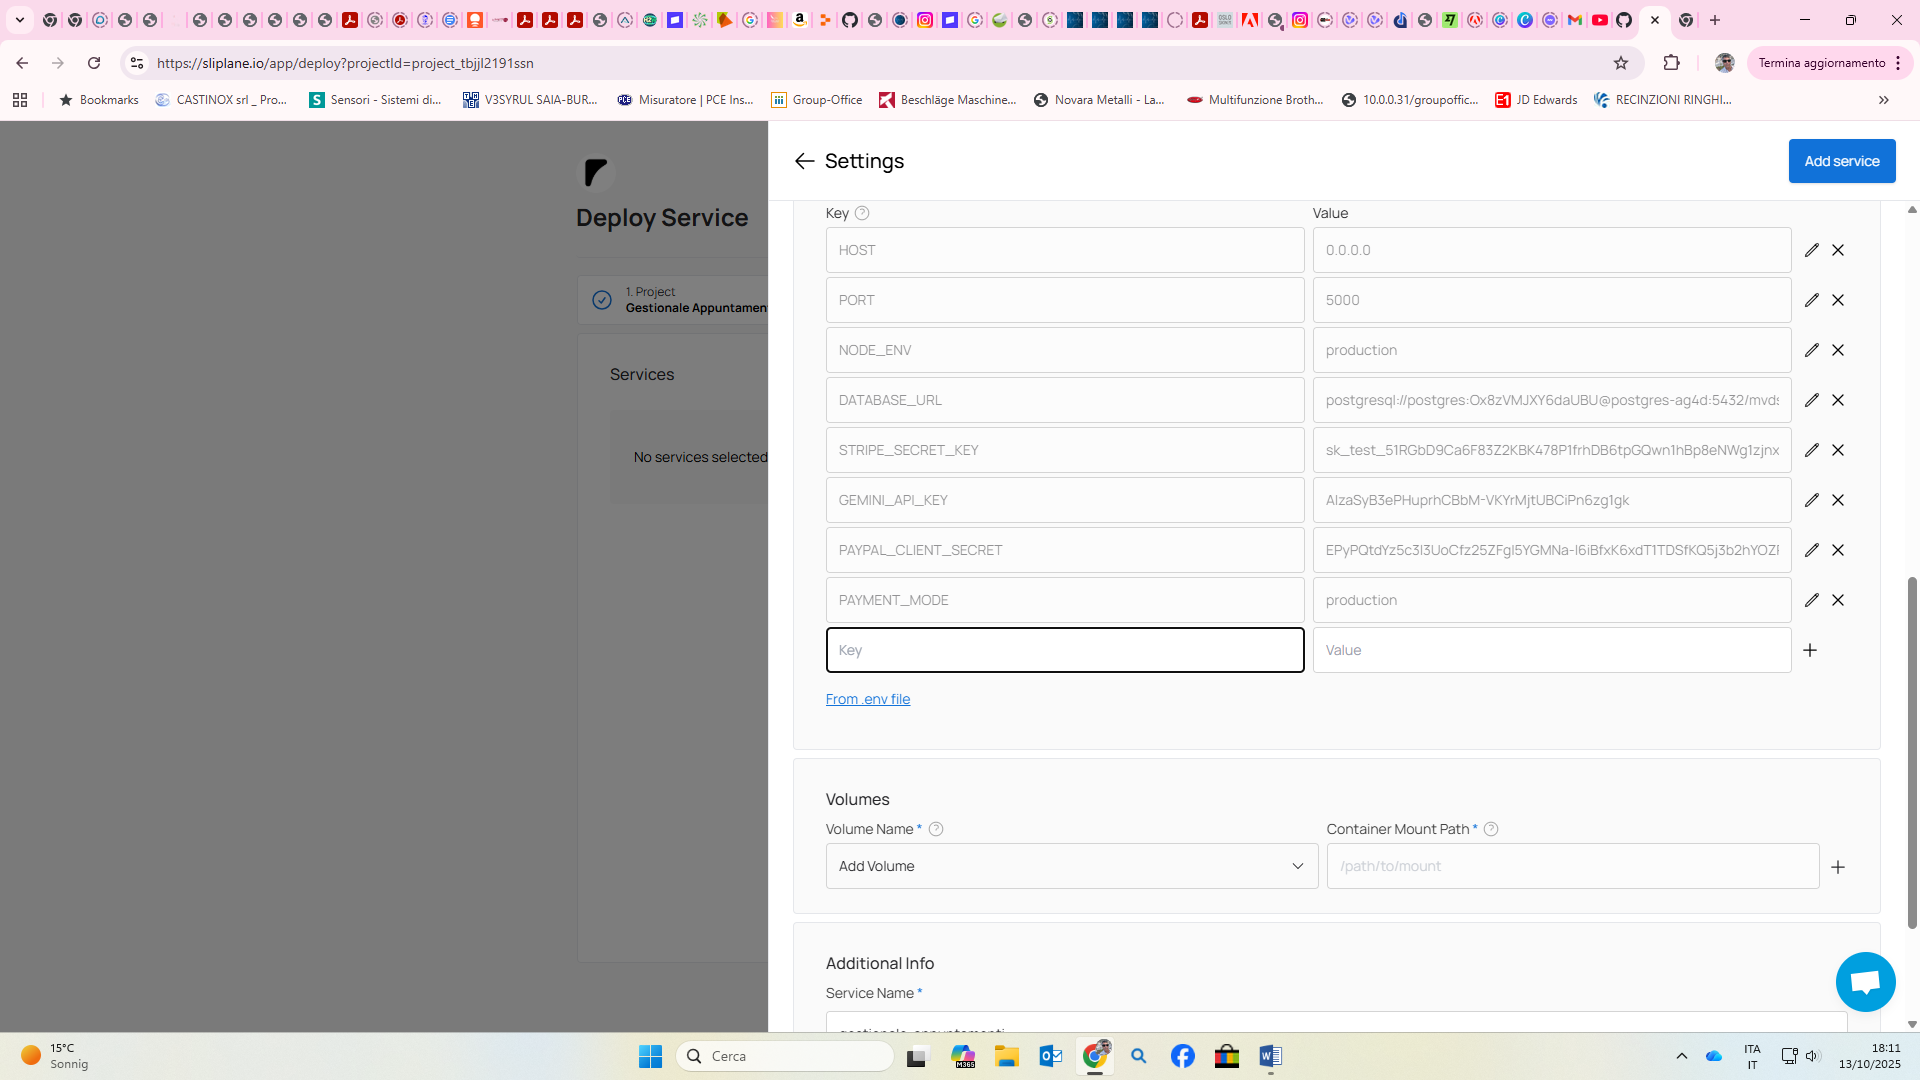 https://sliplane.io/app/deploy?projectId=project_tbjjl2191ssn
Termina aggiornamento
Bookmarks
CASTINOX srl _ Pro...
Sensori - Sistemi di...
V3SYRUL SAIA-BUR...
Misuratore | PCE Ins...
Group-Office
Beschläge Maschine...
Novara Metalli - La...
Multifunzione Broth...
10.0.0.31/groupoffic...
JD Edwards
RECINZIONI RINGHI...
Settings
Add service
Deploy Service
1. Project
Gestionale Appuntamen
Services
No services selected
Key
Value
HOST
0.0.0.0
PORT
5000
NODE_ENV
production
DATABASE_URL
postgresql://postgres:Ox8zVMJXY6daUBU@postgres-ag4d:5432/mvds
STRIPE_SECRET_KEY
sk_test_51RGbD9Ca6F83Z2KBK478P1frhDB6tpGQwn1hBp8eNWg1zjnx
GEMINI_API_KEY
AIzaSyB3ePHuprhCBbM-VKYrMjtUBCiPn6zg1gk
PAYPAL_CLIENT_SECRET
EPyPQtdYz5c3I3UoCfz25ZFgI5YGMNa-I6iBfxK6xdT1TDSfKQ5j3b2hYOZ
PAYMENT_MODE
production
Key
Value
From .env file
Volumes
Volume Name *
Container Mount Path *
Add Volume
/path/to/mount
Additional Info
Service Name *
gestionale-appuntamenti
15°C
Sonnig
Cerca
ITA
IT
18:11
13/10/2025